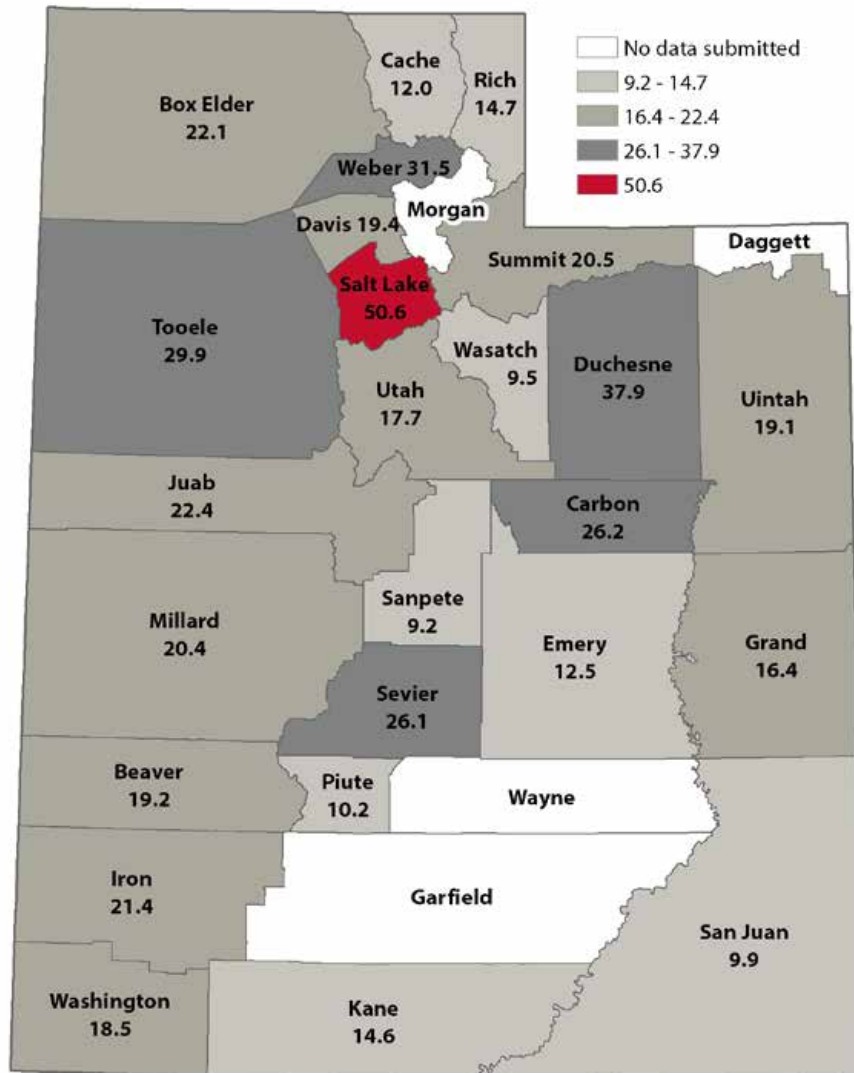 No data submitted
9.2 - 14.7
16.4 - 22.4
26.1 - 37.9
50.6
Cache
12.0
Rich
14.7
Box Elder
22.1
Weber 31.5
Morgan
Davis 19.4
Summit 20.5
Daggett
Salt Lake
50.6
Tooele
29.9
Wasatch
9.5
Duchesne
37.9
Uintah
19.1
Utah
17.7
Juab
22.4
Carbon
26.2
Sanpete
9.2
Millard
20.4
Emery
12.5
Grand
16.4
Sevier
26.1
Beaver
19.2
Piute
10.2
Wayne
Iron
21.4
Garfield
San Juan
9.9
Washington
18.5
Kane
14.6